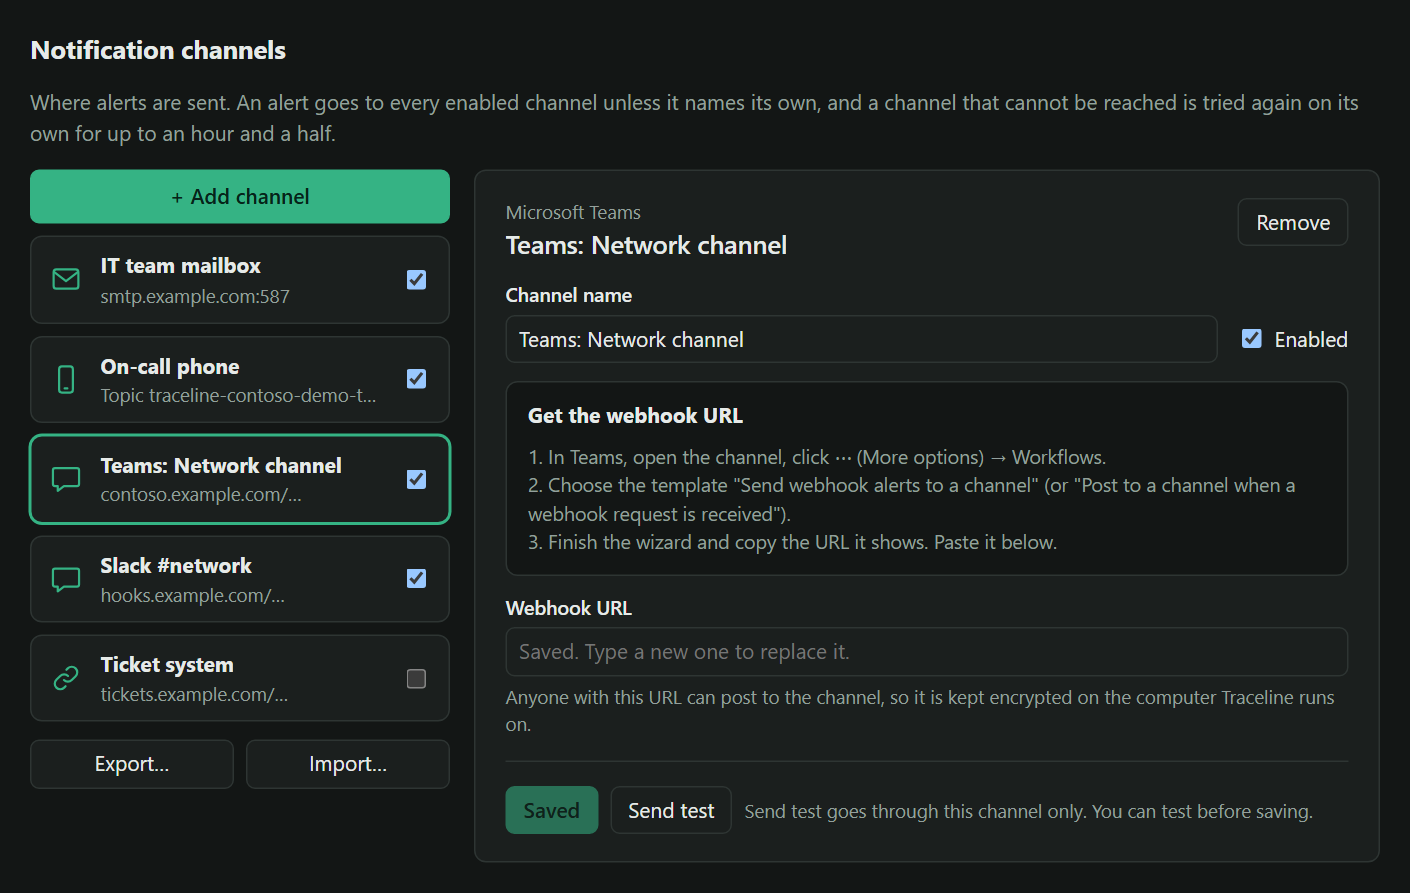 Notification channels
Where alerts are sent. An alert goes to every enabled channel unless it names its own, and a channel that cannot be reached is tried again on its
own for up to an hour and a half.
+ Add channel
IT team mailbox
smtp.example.com:587
On-call phone
Topic traceline-contoso-demo-t...
Teams: Network channel
contoso.example.com/...
Slack #network
hooks.example.com/...
Ticket system
tickets.example.com/...
Export...
Import...
Microsoft Teams
Teams: Network channel
Remove
Channel name
Teams: Network channel
Enabled
Get the webhook URL
1. In Teams, open the channel, click ⋯ (More options) → Workflows.
2. Choose the template "Send webhook alerts to a channel" (or "Post to a channel when a
webhook request is received").
3. Finish the wizard and copy the URL it shows. Paste it below.
Webhook URL
Saved. Type a new one to replace it.
Anyone with this URL can post to the channel, so it is kept encrypted on the computer Traceline runs
on.
Saved
Send test
Send test goes through this channel only. You can test before saving.